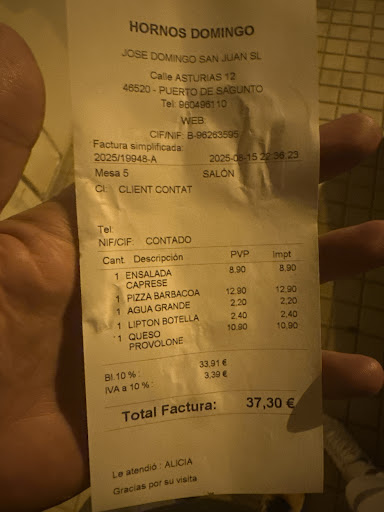 HORNOS DOMINGO
JOSE DOMINGO SAN JUAN SL
Calle ASTURIAS 12
46520 - PUERTO DE SAGUNTO
Tel: 960496110
WEB:
CIF/NIF: B-96263595
Factura simplificada:
2025/19948-A 2025-08-15 22:36:23
Mesa 5 SALÓN
Cl: CLIENT CONTAT
Tel:
NIF/CIF: CONTADO
Cant Descripción PVP Impt
1 ENSALADA 8,90 8,90
CAPRESE
1 PIZZA BARBACOA 12,90 12,90
1 AGUA GRANDE 2,20 2,20
1 LIPTON BOTELLA 2,40 2,40
1 QUESO 10,90 10,90
PROVOLONE
BI.10 % : 33,91 €
IVA a 10% : 3,39 €
Total Factura: 37,30 €
Le atendió : ALICIA
Gracias por su visita